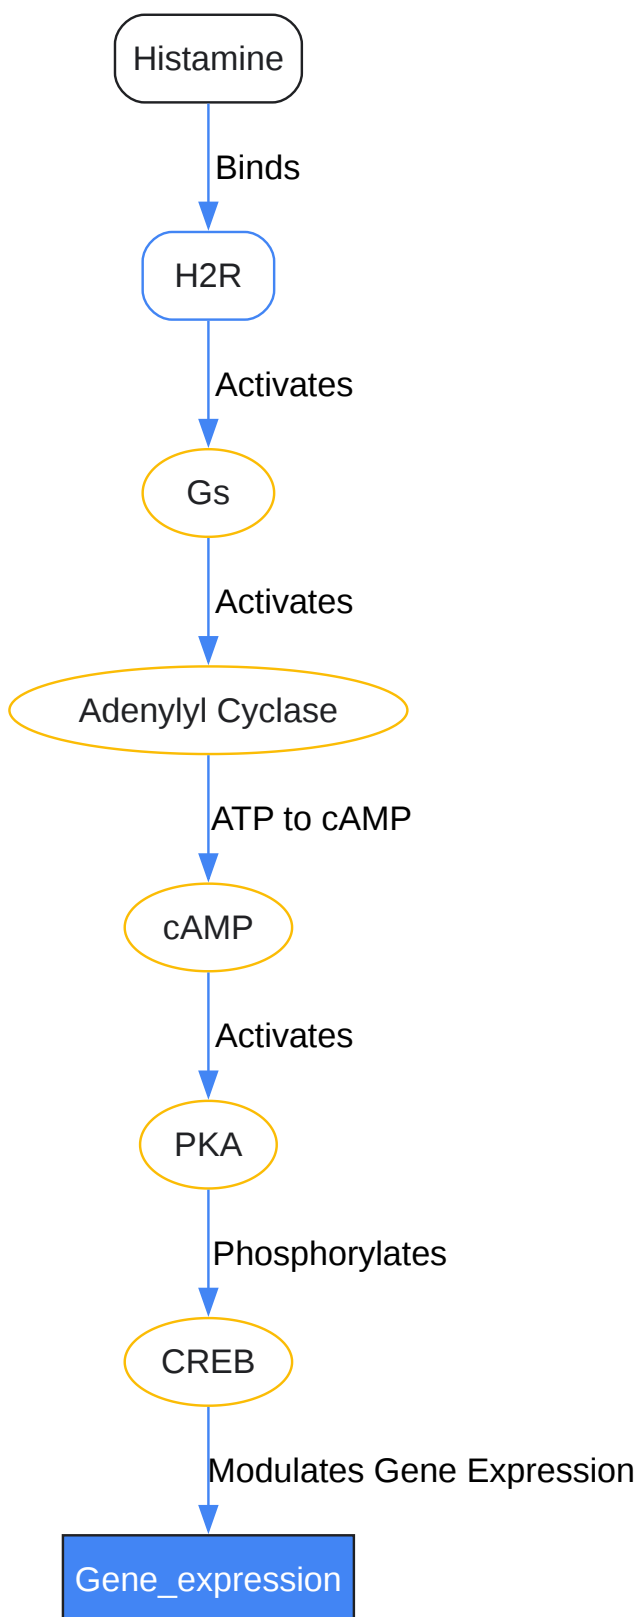 Histamine
Binds
H2R
Activates
Gs
Activates
Adenylyl Cyclase
ATP to cAMP
cAMP
Activates
PKA
Phosphorylates
CREB
Modulates Gene Expression
Gene_expression